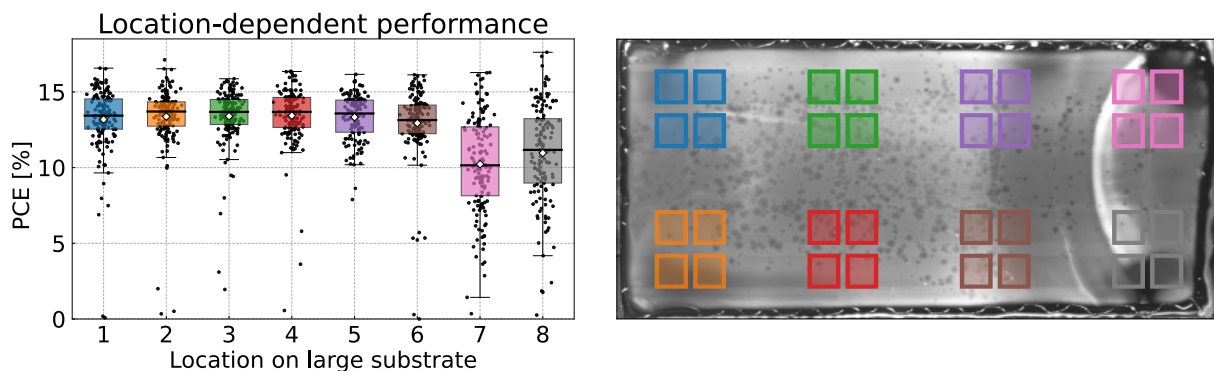 Location-dependent performance
PCE [%]
15
10
5
0
1 2 3 4 5 6 7 8
Location on large substrate